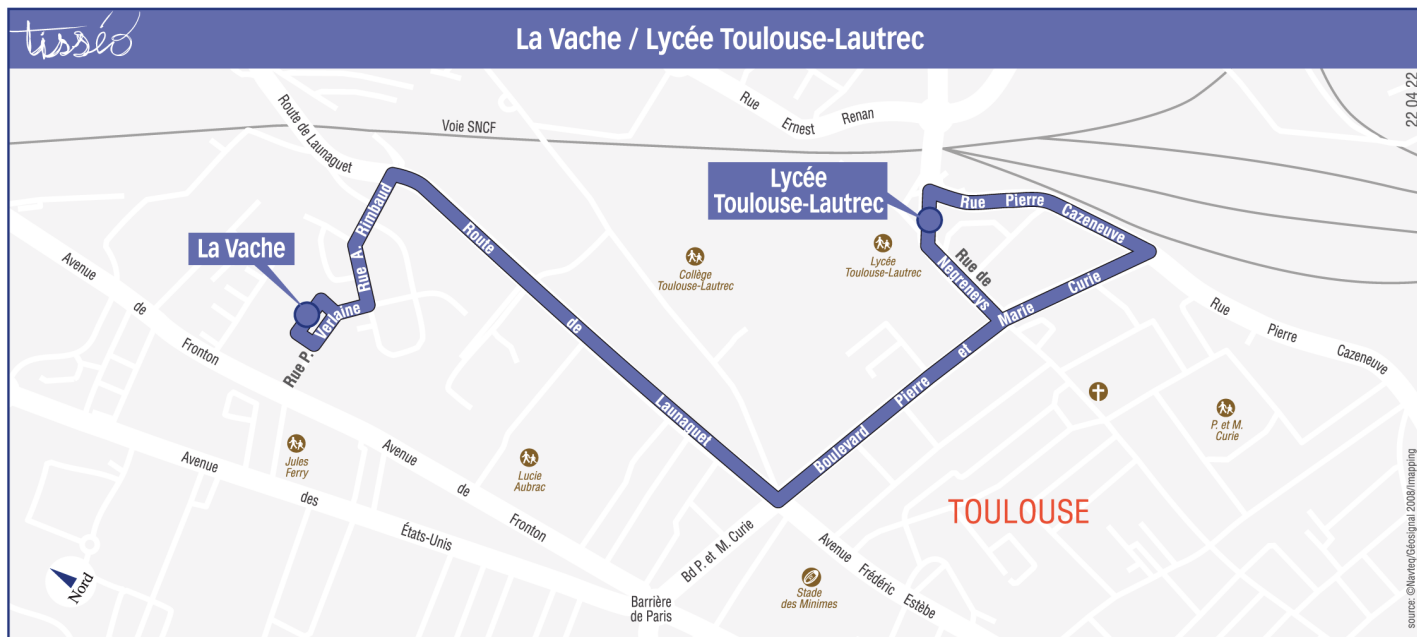 tisséo
La Vache / Lycée Toulouse-Lautrec
22 04 22
Route de Launaguet
Voie SNCF
Rue
Ernest
Renan
Lycée
Toulouse-Lautrec
Rue Pierre Cazeneuve
La Vache
Rue A. Rimbaud
Verlaine
Rue P.
Route
de
Launaguet
Collège
Toulouse-Lautrec
Lycée
Toulouse-Lautrec
Rue de
Negreneys
Boulevard Pierre et Marie Curie
Rue
Pierre
Cazeneuve
Avenue
de
Fronton
Avenue
de
Fronton
Avenue
des
États-Unis
Jules
Ferry
Lucie
Aubrac
P. et M.
Curie
TOULOUSE
Bd P. et M. Curie
Avenue
Frédéric
Estèbe
Stade
des Minimes
Barrière
de Paris
Nord
source: ©Navteq/Géosignal 2008/Imapping